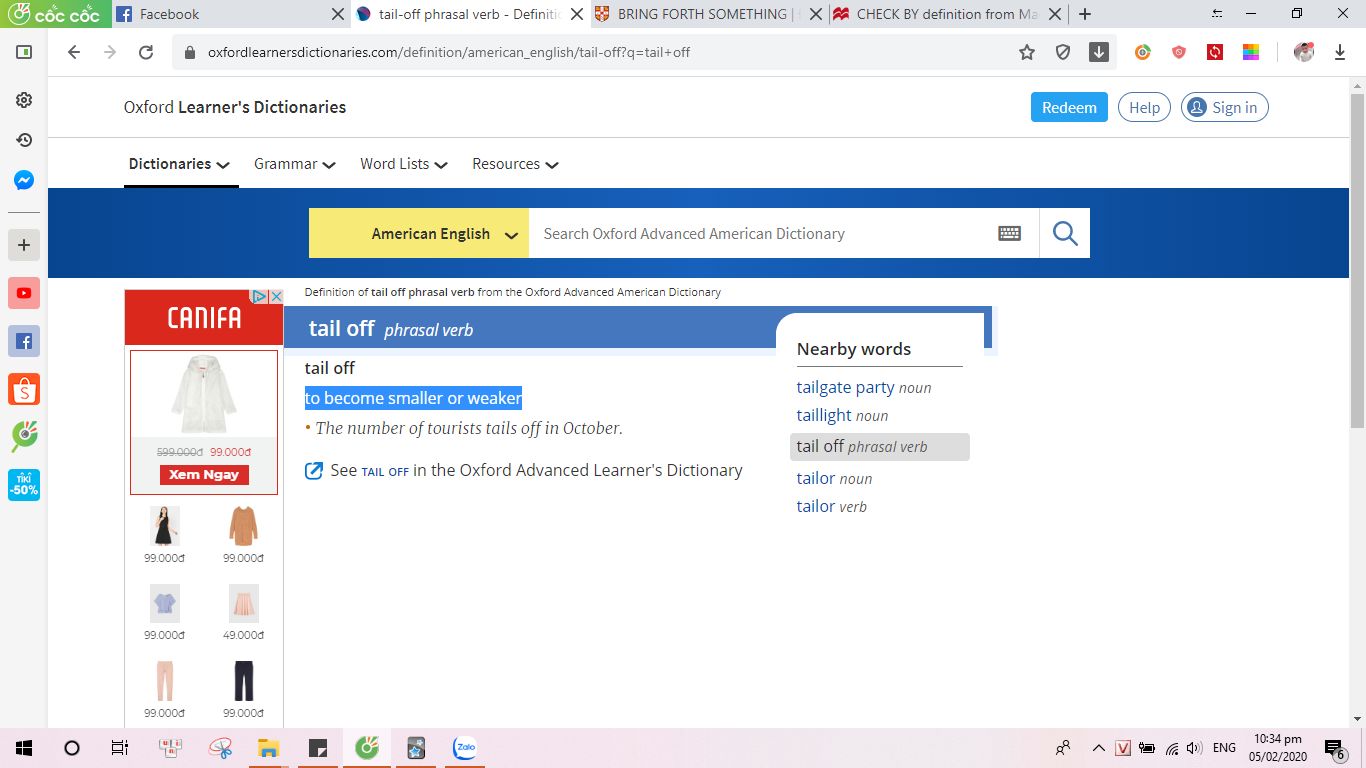 cốc cốc
Facebook
tail-off phrasal verb - Definitic
BRING FORTH SOMETHING |
CHECK BY definition from Ma
oxfordlearnersdictionaries.com/definition/american_english/tail-off?q=tail+off
Oxford Learner's Dictionaries
Redeem
Help
Sign in
Dictionaries
Grammar
Word Lists
Resources
American English
Search Oxford Advanced American Dictionary
Definition of tail off phrasal verb from the Oxford Advanced American Dictionary
tail off phrasal verb
tail off
to become smaller or weaker
• The number of tourists tails off in October.
See TAIL OFF in the Oxford Advanced Learner's Dictionary
Nearby words
tailgate party noun
taillight noun
tail off phrasal verb
tailor noun
tailor verb
CANIFA
599.000đ 99.000đ
Xem Ngay
99.000đ 99.000đ
99.000đ 49.000đ
99.000đ 99.000đ
TIKI
-50%
Zalo
V
ENG
10:34 pm
05/02/2020
6